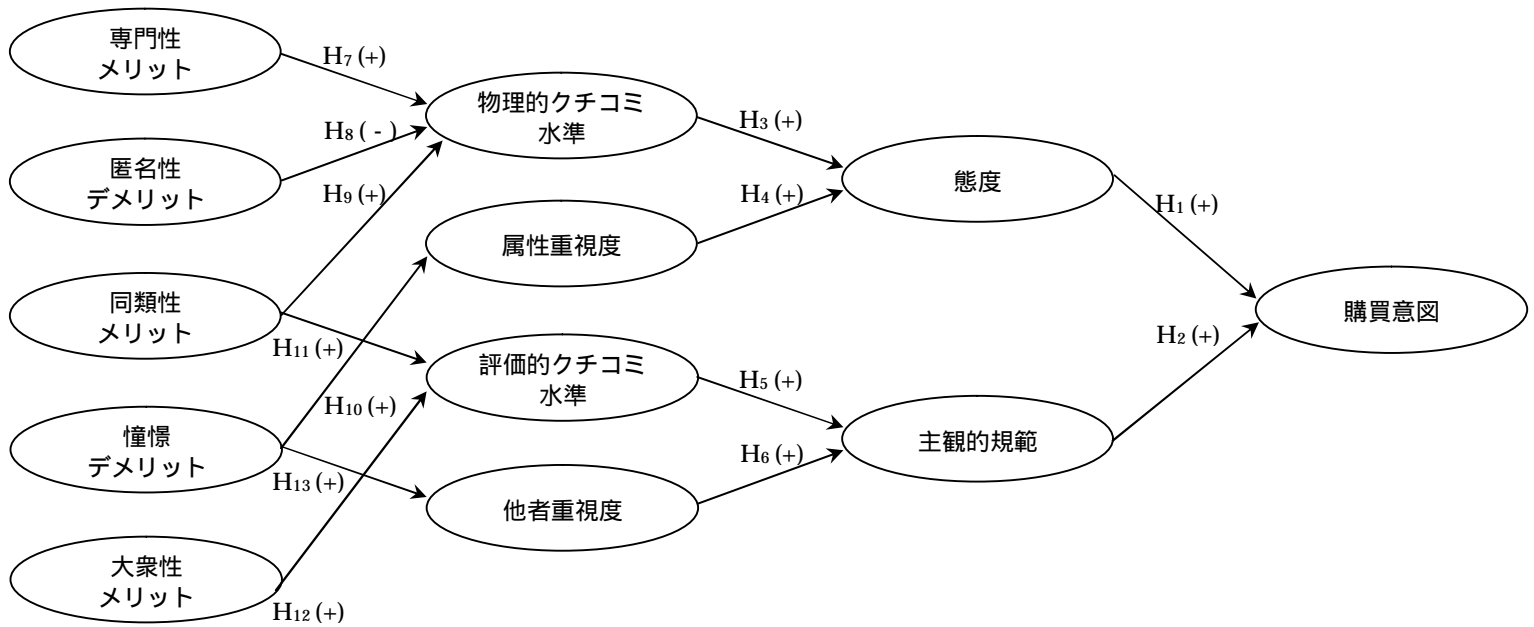 専門性
メリット
H7 (+)
物理的クチコミ
水準
H8 ( - )
H3 (+)
匿名性
デメリット
態度
H9 (+)
H4 (+)
H1 (+)
属性重視度
同類性
メリット
購買意図
H11 (+)
H2 (+)
評価的クチコミ
水準
H5 (+)
H10 (+)
憧憬
デメリット
主観的規範
H6 (+)
H13 (+)
他者重視度
大衆性
メリット
H12 (+)